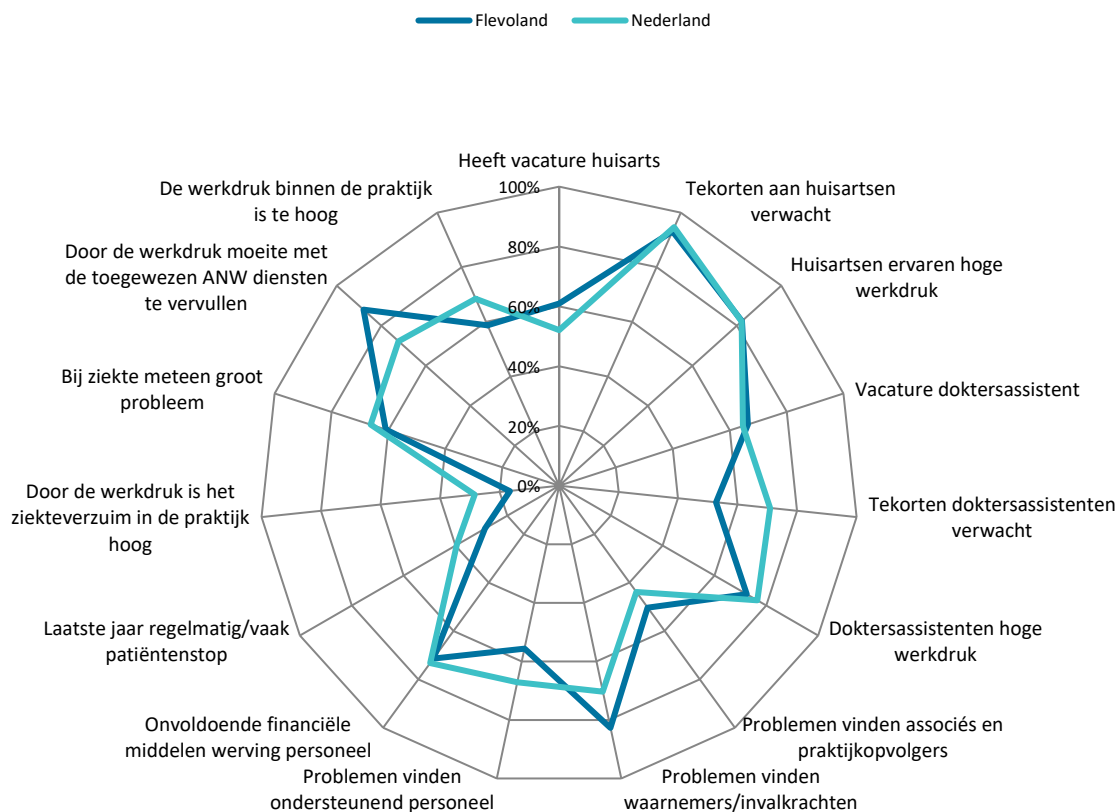 Flevoland
Nederland
Heeft vacature huisarts
Tekorten aan huisartsen
verwacht
Huisartsen ervaren hoge
werkdruk
Vacature doktersassistent
Tekorten doktersassistenten
verwacht
Doktersassistenten hoge
werkdruk
Problemen vinden associés en
praktijkopvolgers
Problemen vinden
waarnemers/invalkrachten
Problemen vinden
ondersteunend personeel
Onvoldoende financiële
middelen werving personeel
Laatste jaar regelmatig/vaak
patiëntenstop
Door de werkdruk is het
ziekteverzuim in de praktijk
hoog
Bij ziekte meteen groot
probleem
Door de werkdruk moeite met
de toegewezen ANW diensten
te vervullen
De werkdruk binnen de praktijk
is te hoog
100%
80%
60%
40%
20%
0%